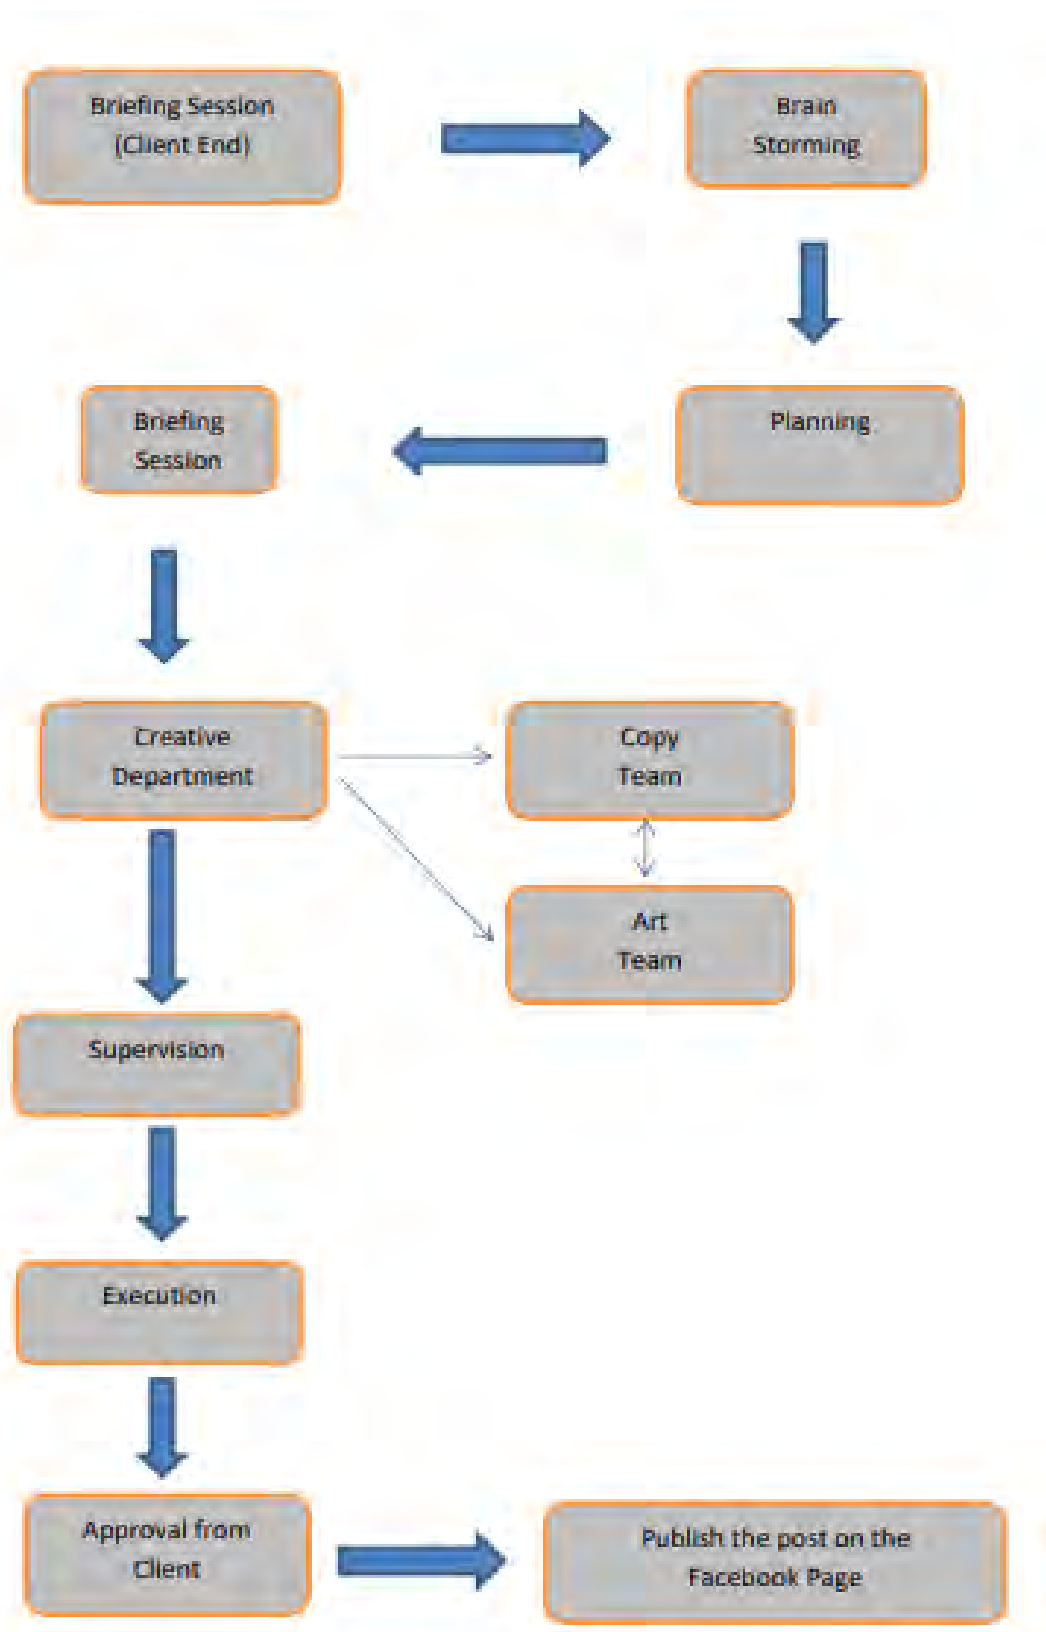 Briefing Session
(Client End)
Brain
Storming
Briefing
Session
Planning
Creative
Department
Copy
Team
Art
Team
Supervision
Execution
Approval from
Client
Publish the post on the
Facebook Page